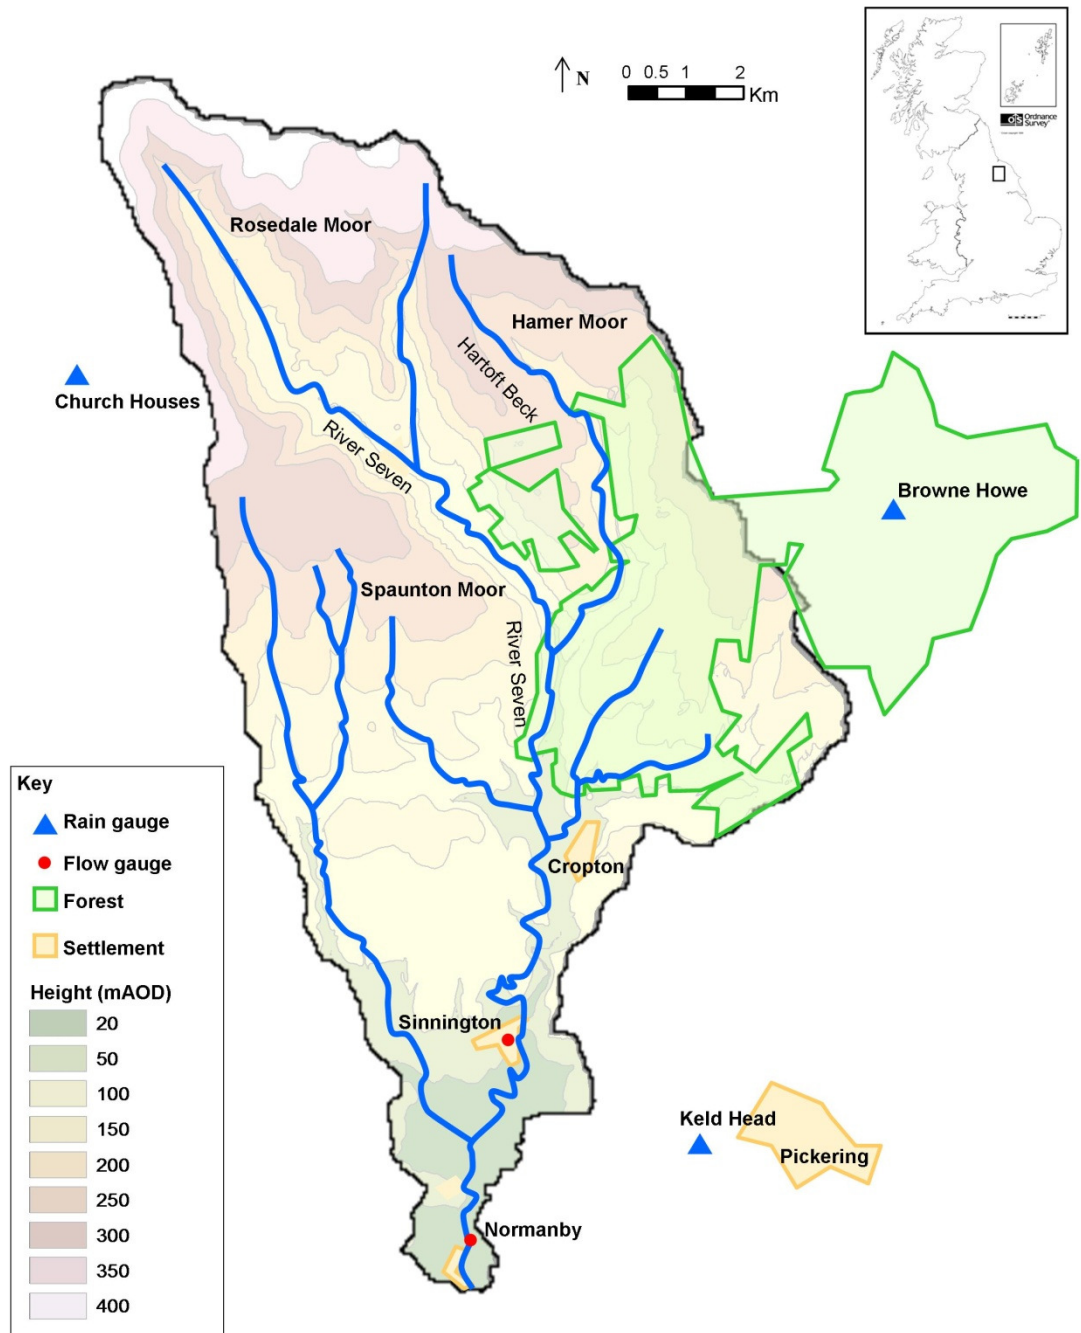 N
0 0.5 1 2
Km
OS Ordnance
Survey
Rosedale Moor
Hamer Moor
Hartoft Beck
Church Houses
River Seven
Browne Howe
Spaunton Moor
River Seven
Cropton
Sinnington
Keld Head
Pickering
Normanby
Key
Rain gauge
Flow gauge
Forest
Settlement
Height (mAOD)
20
50
100
150
200
250
300
350
400